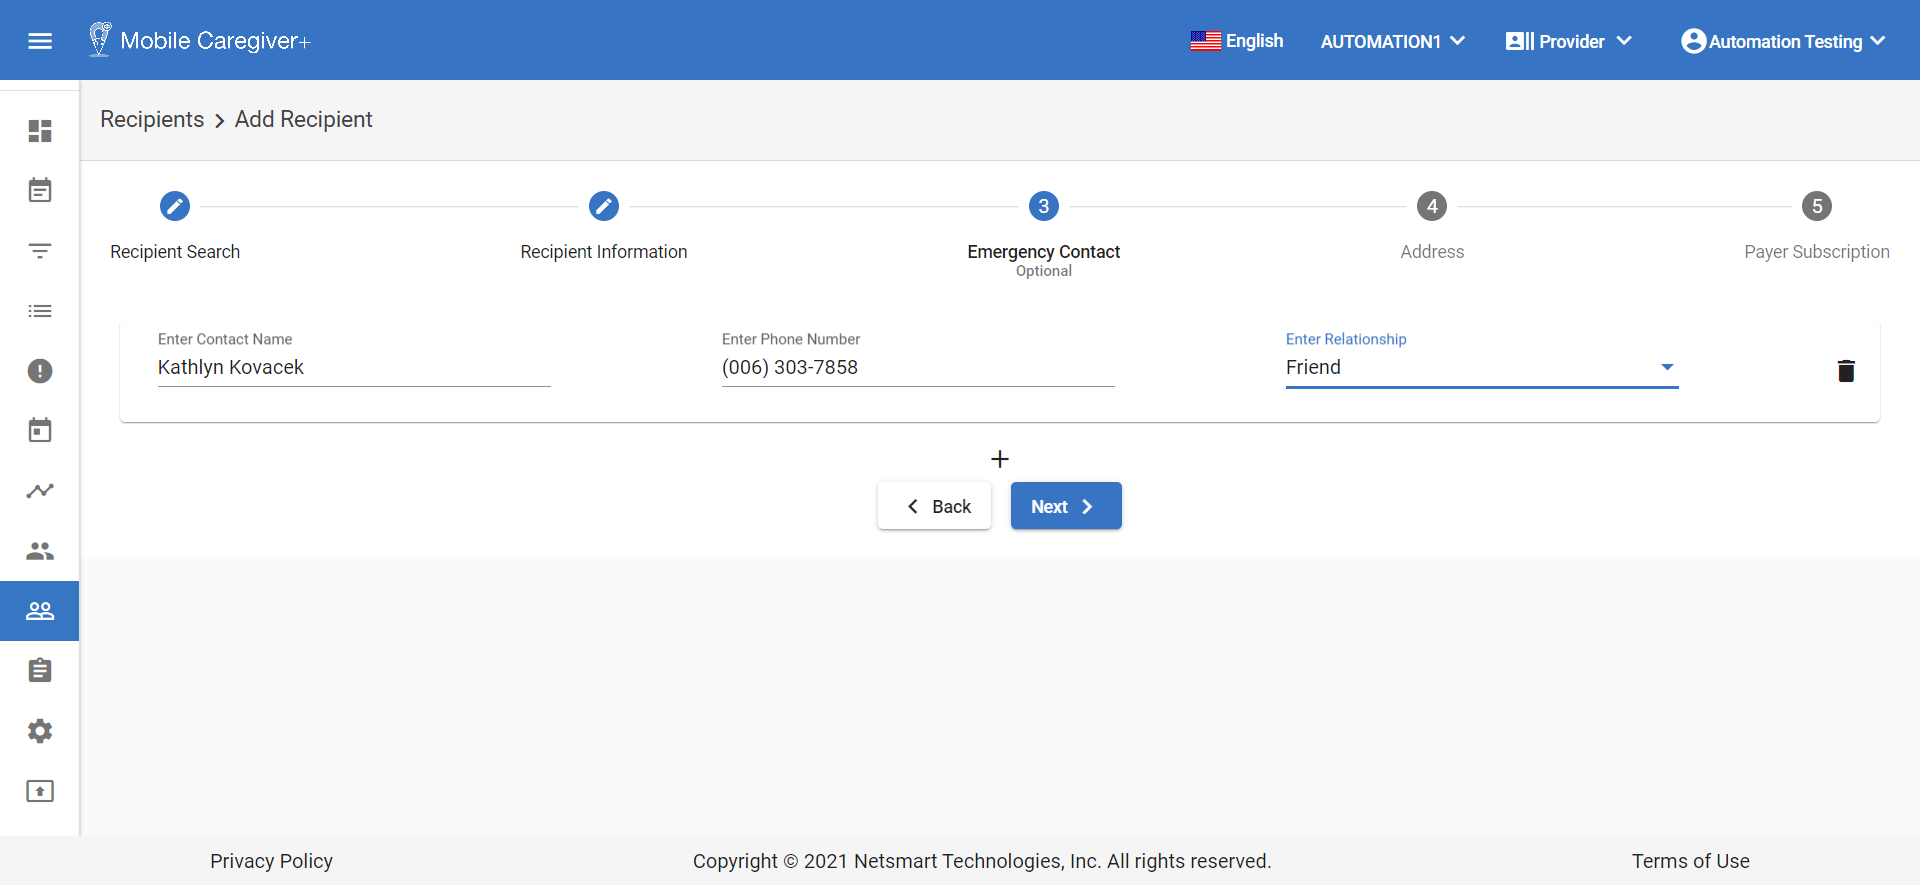 Mobile Caregiver+
English
AUTOMATION1
Provider
Automation Testing
Recipients > Add Recipient
3
4
5
Recipient Search
Recipient Information
Emergency Contact
Optional
Address
Payer Subscription
Enter Contact Name
Kathlyn Kovacek
Enter Phone Number
(006) 303-7858
Enter Relationship
Friend
+
Back
Next
Privacy Policy
Copyright © 2021 Netsmart Technologies, Inc. All rights reserved.
Terms of Use